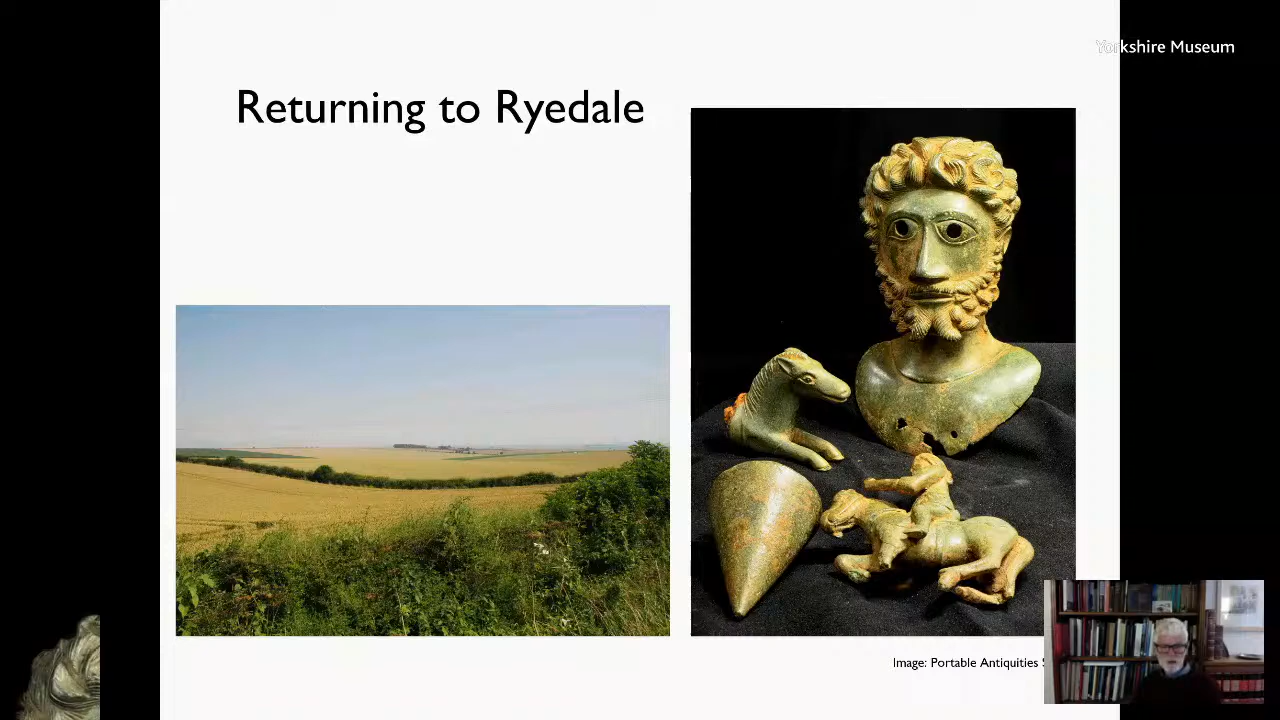 Yorkshire Museum
Returning to Ryedale
Image: Portable Antiquities